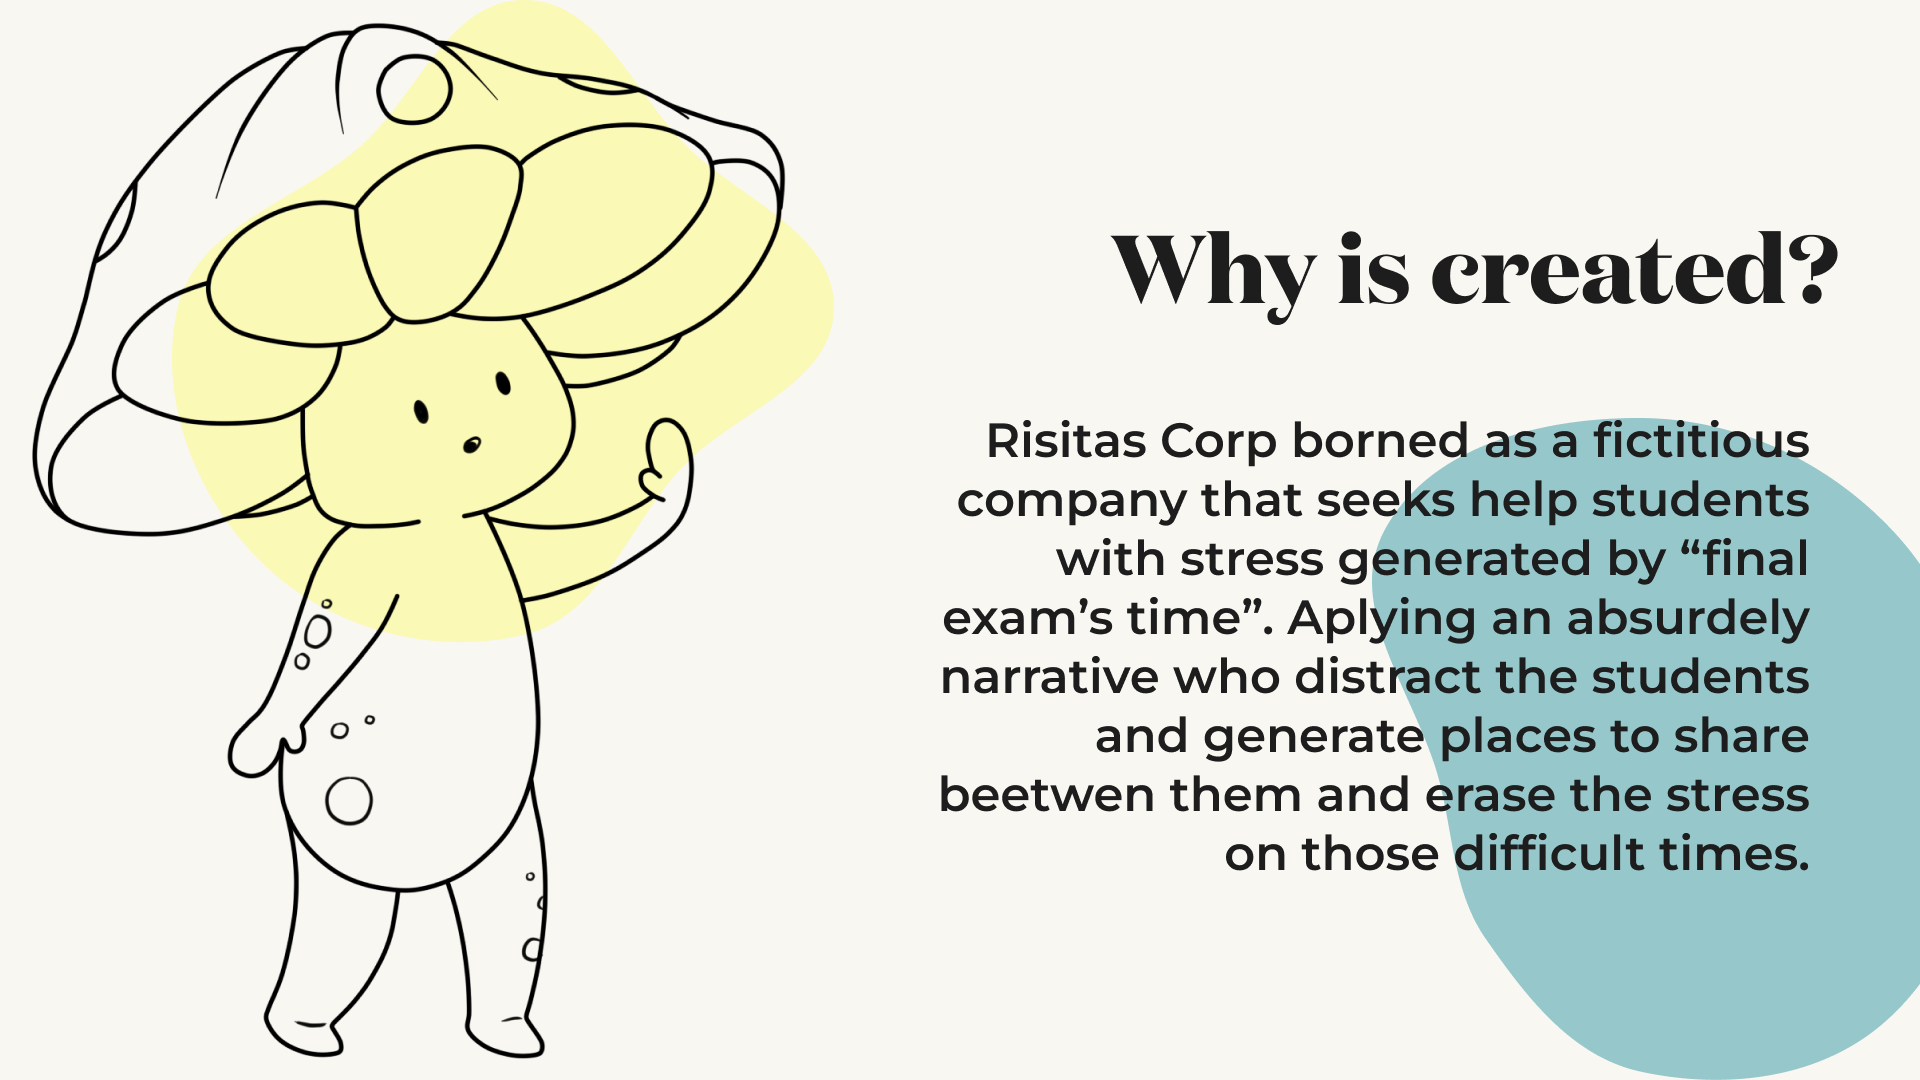 Why is created?
Risitas Corp borned as a fictitious
company that seeks help students
with stress generated by “final
exam’s time”. Aplying an absurdely
narrative who distract the students
and generate places to share
beetwen them and erase the stress
on those difficult times.